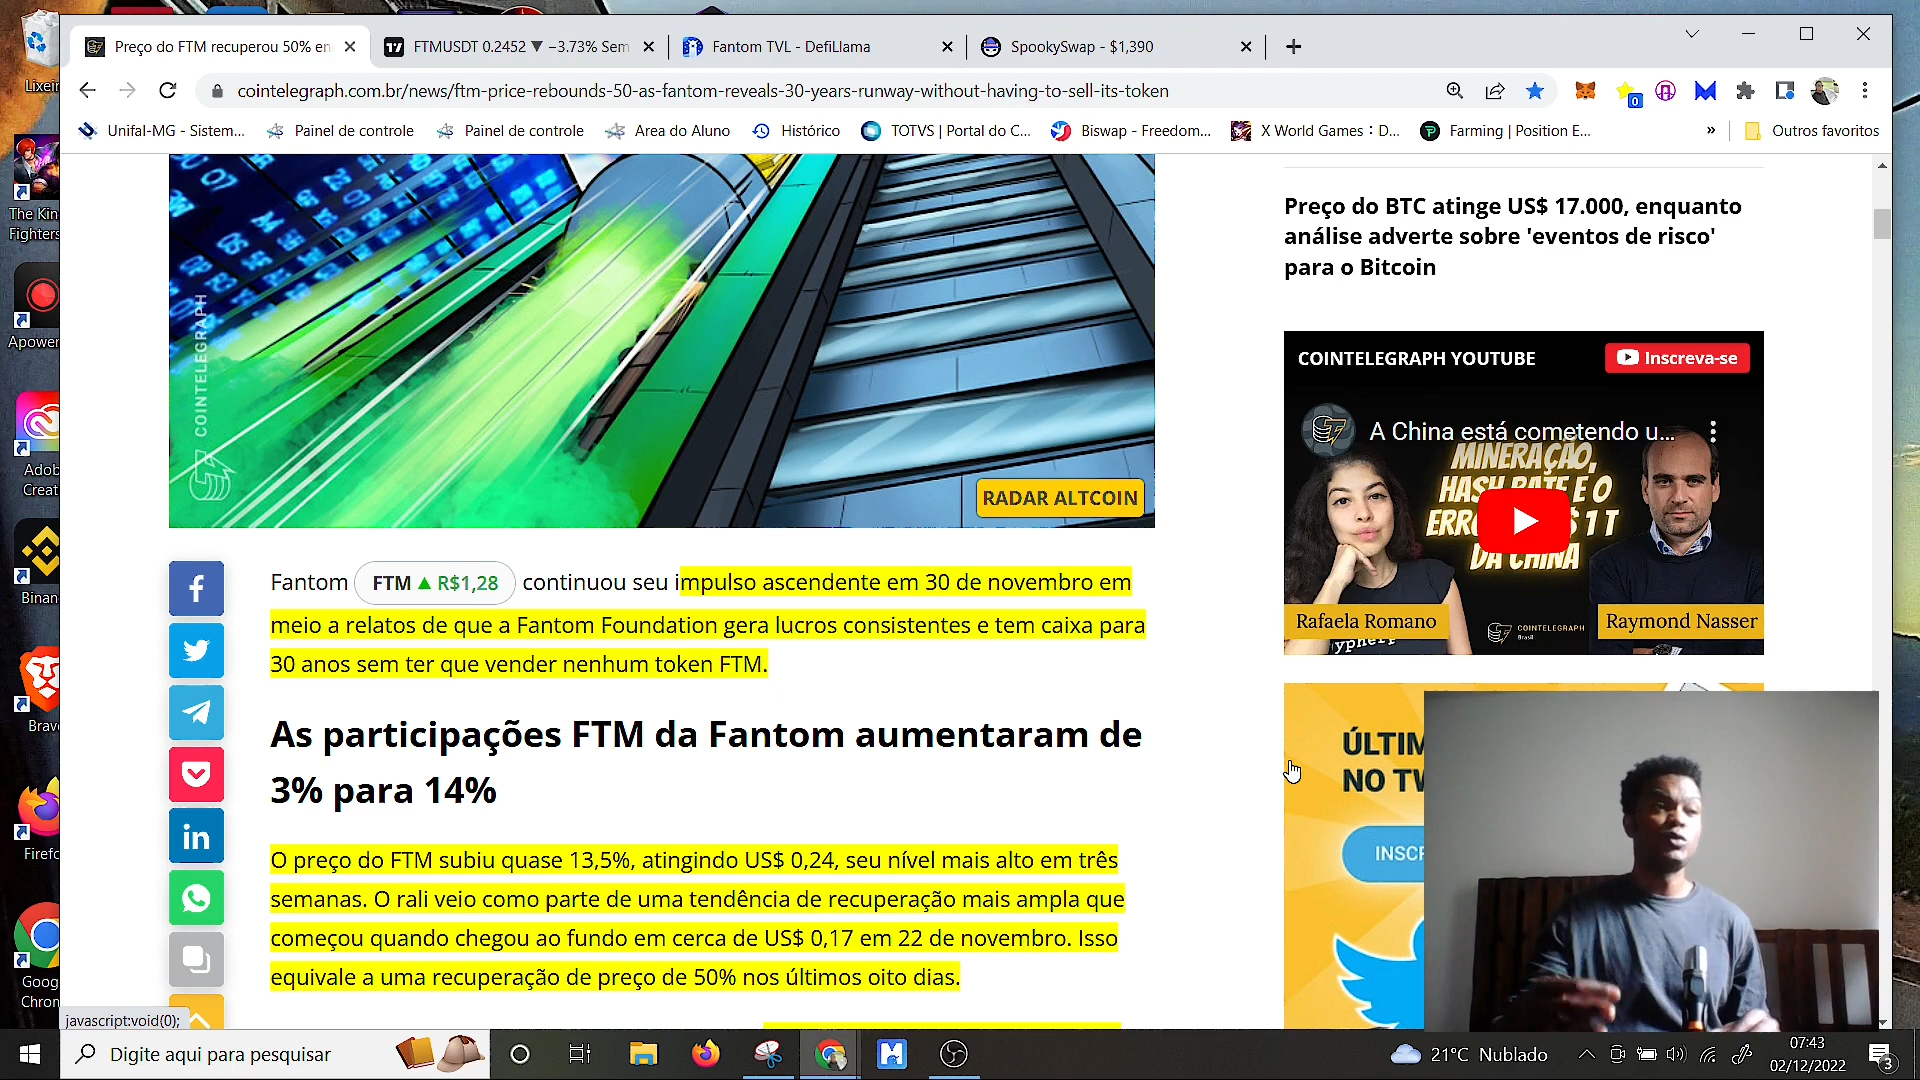 Lixeir
The Kin
Fighters
Apower
Adob
Creat
Binan
Brav
Firefo
Goog
Chron
Preço do FTM recuperou 50% en
FTMUSDT 0.2452 ▼ −3.73% Sem
Fantom TVL - DefiLlama
SpookySwap - $1,390
cointelegraph.com.br/news/ftm-price-rebounds-50-as-fantom-reveals-30-years-runway-without-having-to-sell-its-token
0
Unifal-MG - Sistem...
Painel de controle
Painel de controle
Area do Aluno
Histórico
TOTVS | Portal do C...
Biswap - Freedom...
X World Games : D...
Farming | Position E...
»
Outros favoritos
COINTELEGRAPH
RADAR ALTCOIN
Fantom FTM ▲ R$1,28 continuou seu impulso ascendente em 30 de novembro em
meio a relatos de que a Fantom Foundation gera lucros consistentes e tem caixa para
30 anos sem ter que vender nenhum token FTM.
As participações FTM da Fantom aumentaram de
3% para 14%
O preço do FTM subiu quase 13,5%, atingindo US$ 0,24, seu nível mais alto em três
semanas. O rali veio como parte de uma tendência de recuperação mais ampla que
começou quando chegou ao fundo em cerca de US$ 0,17 em 22 de novembro. Isso
equivale a uma recuperação de preço de 50% nos últimos oito dias.
Preço do BTC atinge US$ 17.000, enquanto
análise adverte sobre 'eventos de risco'
para o Bitcoin
COINTELEGRAPH YOUTUBE
Inscreva-se
A China está cometendo u...
MINERAÇÃO,
HASH RATE E O
ERRO $ 1 T
DA CHINA
Rafaela Romano
COINTELEGRAPH
Brasil
Raymond Nasser
ypher
ÚLTIM
NO TW
INSCR
javascript:void(0);
Digite aqui para pesquisar
21°C Nublado
07:43
02/12/2022
3